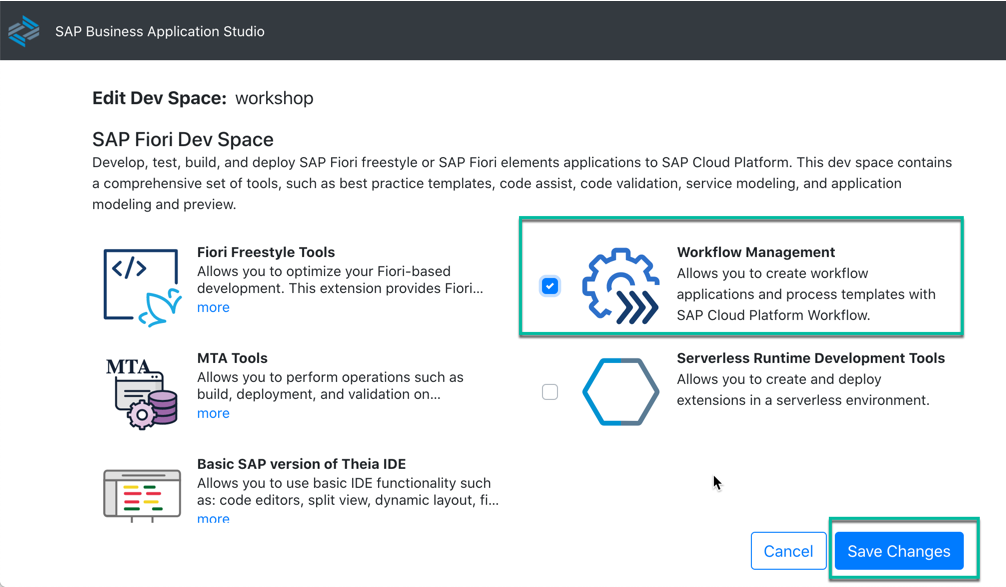 SAP Business Application Studio
Edit Dev Space: workshop
SAP Fiori Dev Space
Develop, test, build, and deploy SAP Fiori freestyle or SAP Fiori elements applications to SAP Cloud Platform. This dev space contains
a comprehensive set of tools, such as best practice templates, code assist, code validation, service modeling, and application
modeling and preview.
Fiori Freestyle Tools
Allows you to optimize your Fiori-based
development. This extension provides Fiori...
more
MTA
MTA Tools
Allows you to perform operations such as
build, deployment, and validation on...
more
Basic SAP version of Theia IDE
Allows you to use basic IDE functionality such
as: code editors, split view, dynamic layout, fi...
more
Workflow Management
Allows you to create workflow
applications and process templates with
SAP Cloud Platform Workflow.
Serverless Runtime Development Tools
Allows you to create and deploy
extensions in a serverless environment.
Cancel
Save Changes